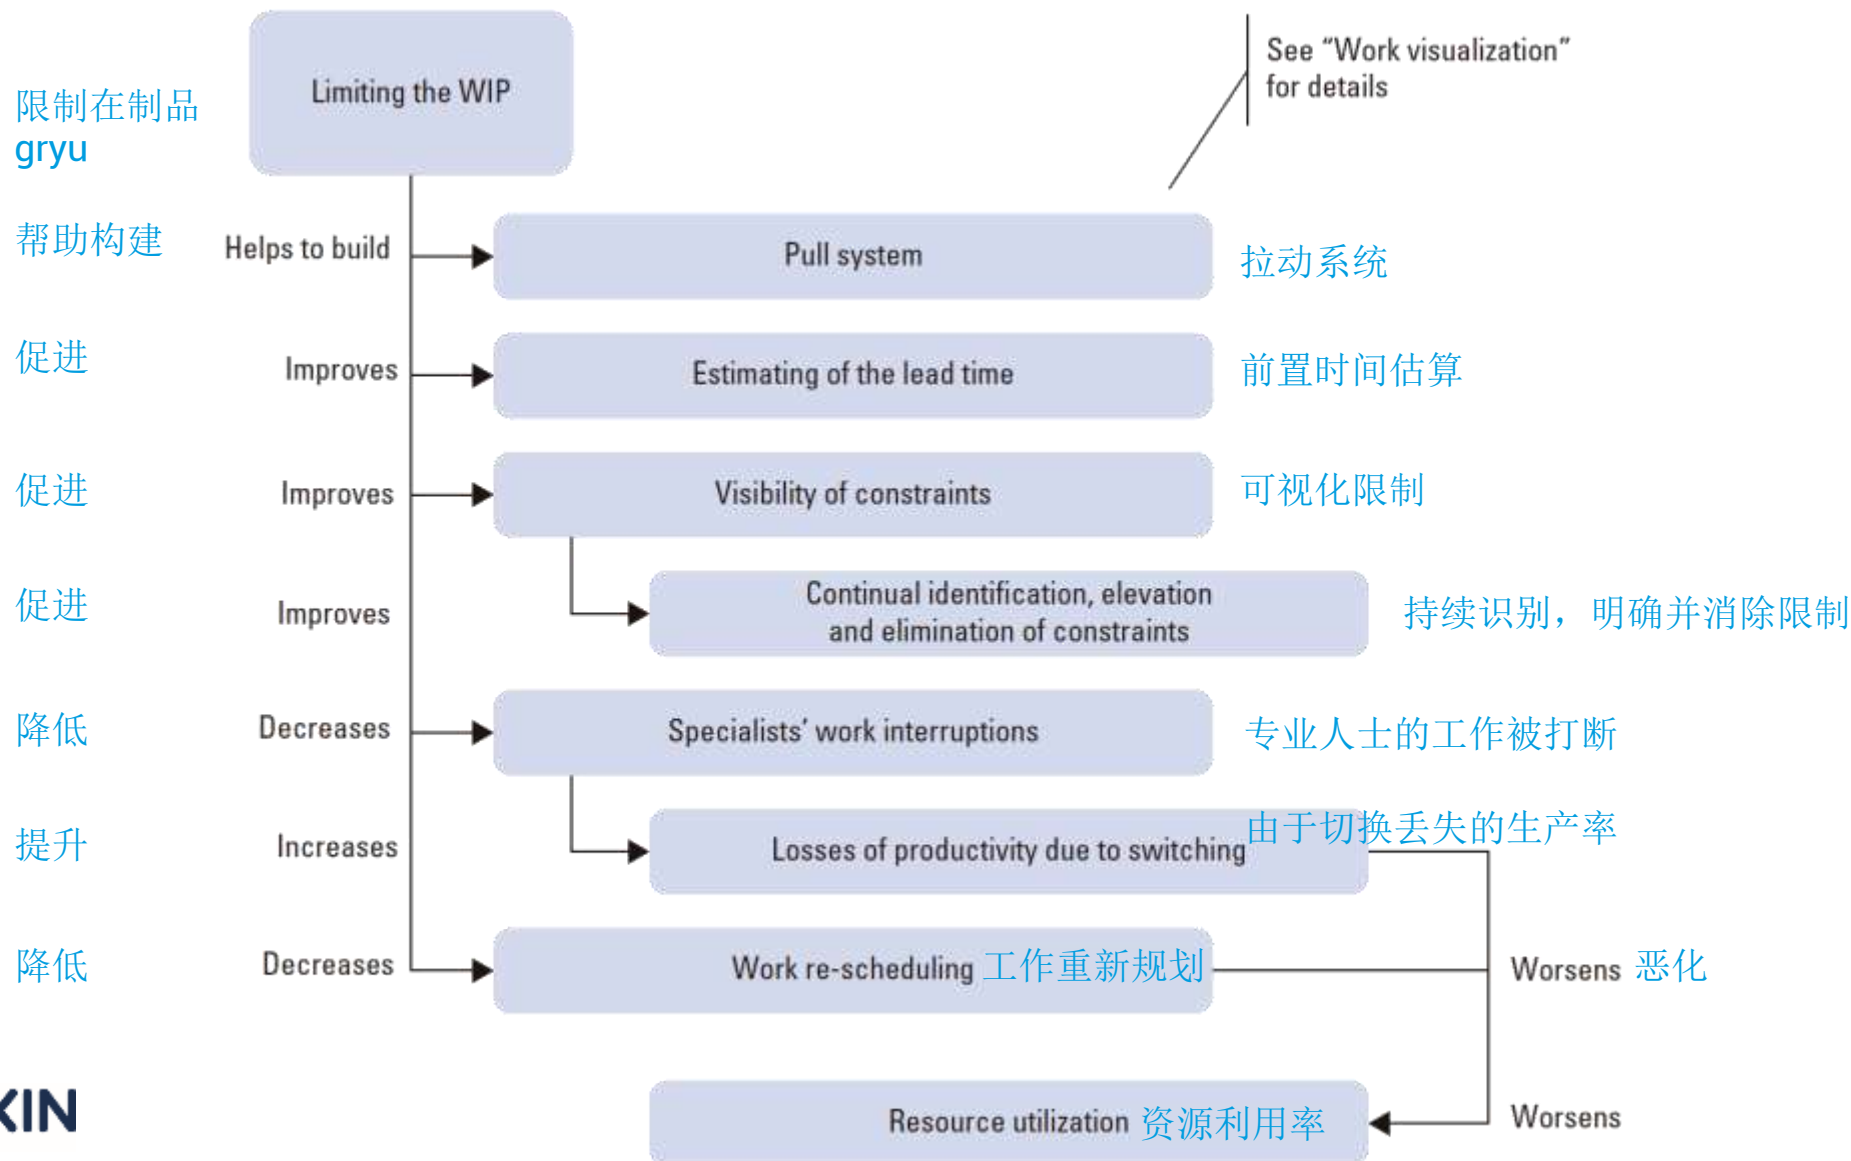 See “Work visualization”
for details
限制在制品
gryu
Limiting the WIP
帮助构建
Helps to build
Pull system
拉动系统
促进
Improves
Estimating of the lead time
前置时间估算
促进
Improves
Visibility of constraints
可视化限制
促进
Improves
Continual identification, elevation
and elimination of constraints
持续识别，明确并消除限制
降低
Decreases
Specialists’ work interruptions
专业人士的工作被打断
提升
Increases
Losses of productivity due to switching
由于切换丢失的生产率
降低
Decreases
Work re-scheduling 工作重新规划
Worsens 恶化
Resource utilization 资源利用率
Worsens